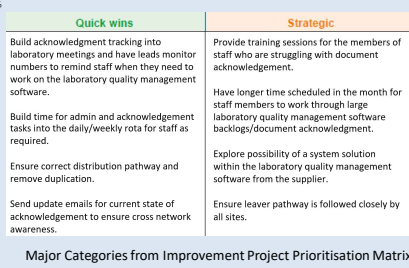 Quick wins
Build acknowledgment tracking into
laboratory meetings and have leads monitor
numbers to remind staff when they need to
work on the laboratory quality management
software.
Build time for admin and acknowledgement
tasks into the daily/weekly rota for staff as
required.
Ensure correct distribution pathway and
remove duplication.
Send update emails for current state of
acknowledgement to ensure cross network
awareness.
Strategic
Provide training sessions for the members of
staff who are struggling with document
acknowledgement.
Have longer time scheduled in the month for
staff members to work through large
laboratory quality management software
backlogs/document acknowledgment.
Explore possibility of a system solution
within the laboratory quality management
software from the supplier.
Ensure leaver pathway is followed closely by
all sites.
Major Categories from Improvement Project Prioritisation Matrix